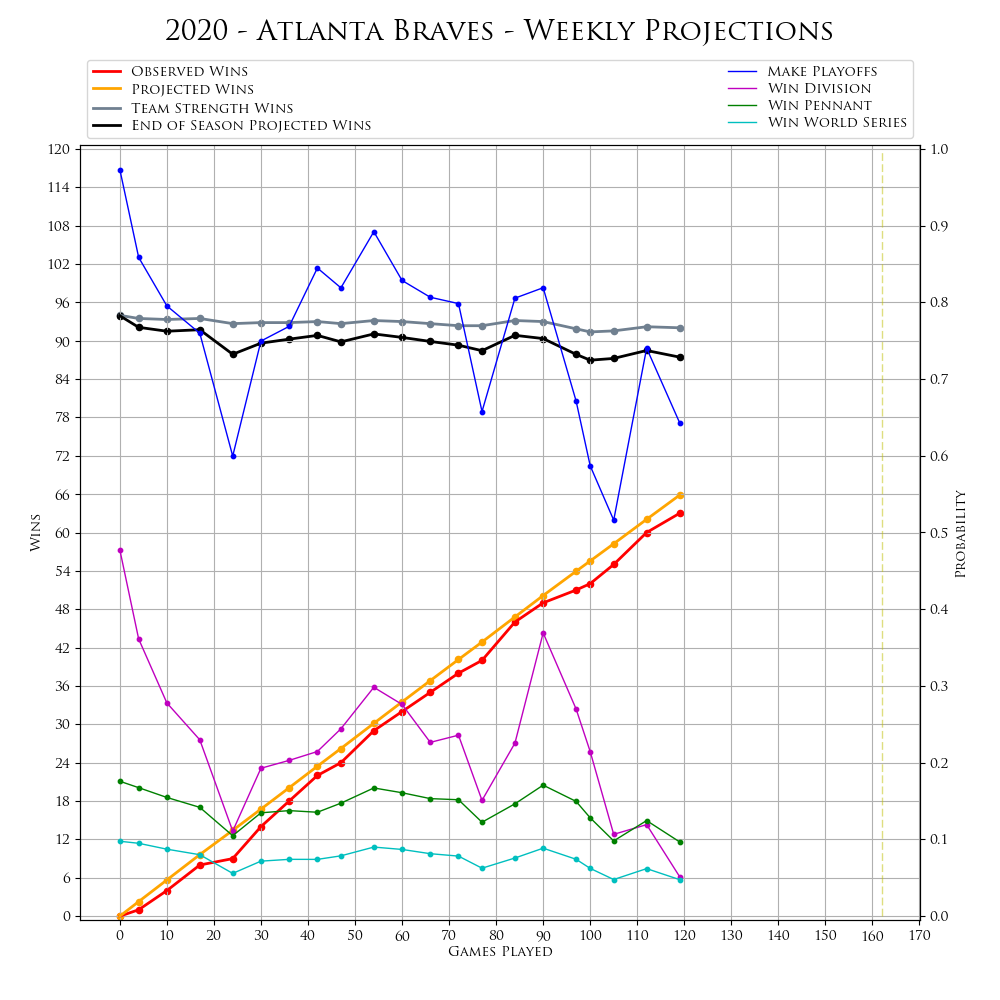 2020 - Atlanta Braves - Weekly Projections
Observed Wins
Projected Wins
Team Strength Wins
End of Season Projected Wins
Make Playoffs
Win Division
Win Pennant
Win World Series
120
114
108
102
96
90
84
78
72
66
60
54
48
42
36
30
24
18
12
6
0
Wins
1.0
0.9
0.8
0.7
0.6
0.5
0.4
0.3
0.2
0.1
0.0
Probability
0 10 20 30 40 50 60 70 80 90 100 110 120 130 140 150 160 170
Games Played